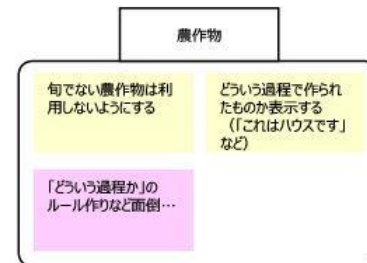 農作物
旬でない農作物は利
用しないようにする
どういう過程で作られ
たものか表示する
（「これはハウスです」
など）
「どういう過程か」の
ルール作りなど面倒…